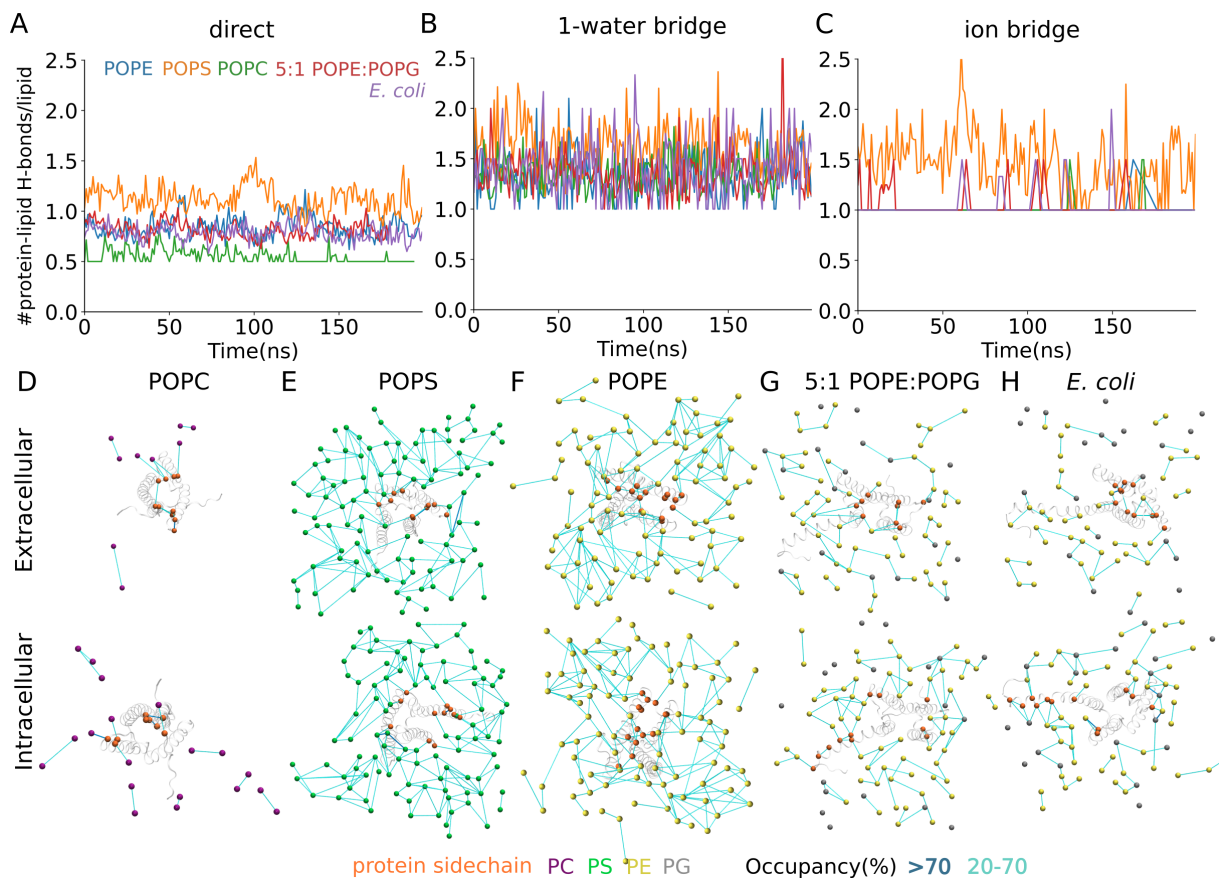 A direct
B 1-water bridge
C ion bridge
#protein-lipid H-bonds/lipid
2.5
2.0
1.5
1.0
0.5
0.0
POPE POPS POPC 5:1 POPE:POPG
E. coli
0 50 100 150
Time(ns)
2.5
2.0
1.5
1.0
0.5
0.0
0 50 100 150
Time(ns)
2.5
2.0
1.5
1.0
0.5
0.0
0 50 100 150
Time(ns)
D POPC
E POPS
F POPE
G 5:1 POPE:POPG
H E. coli
Extracellular
Intracellular
protein sidechain PC PS PE PG Occupancy(%) >70 20-70